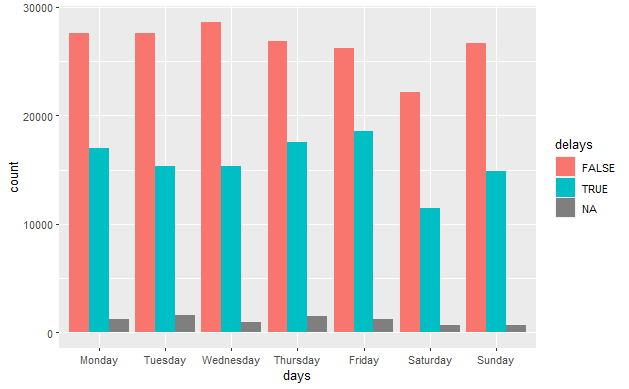 30000
20000
10000
0
count
Monday Tuesday Wednesday Thursday Friday Saturday Sunday
days
delays
FALSE
TRUE
NA